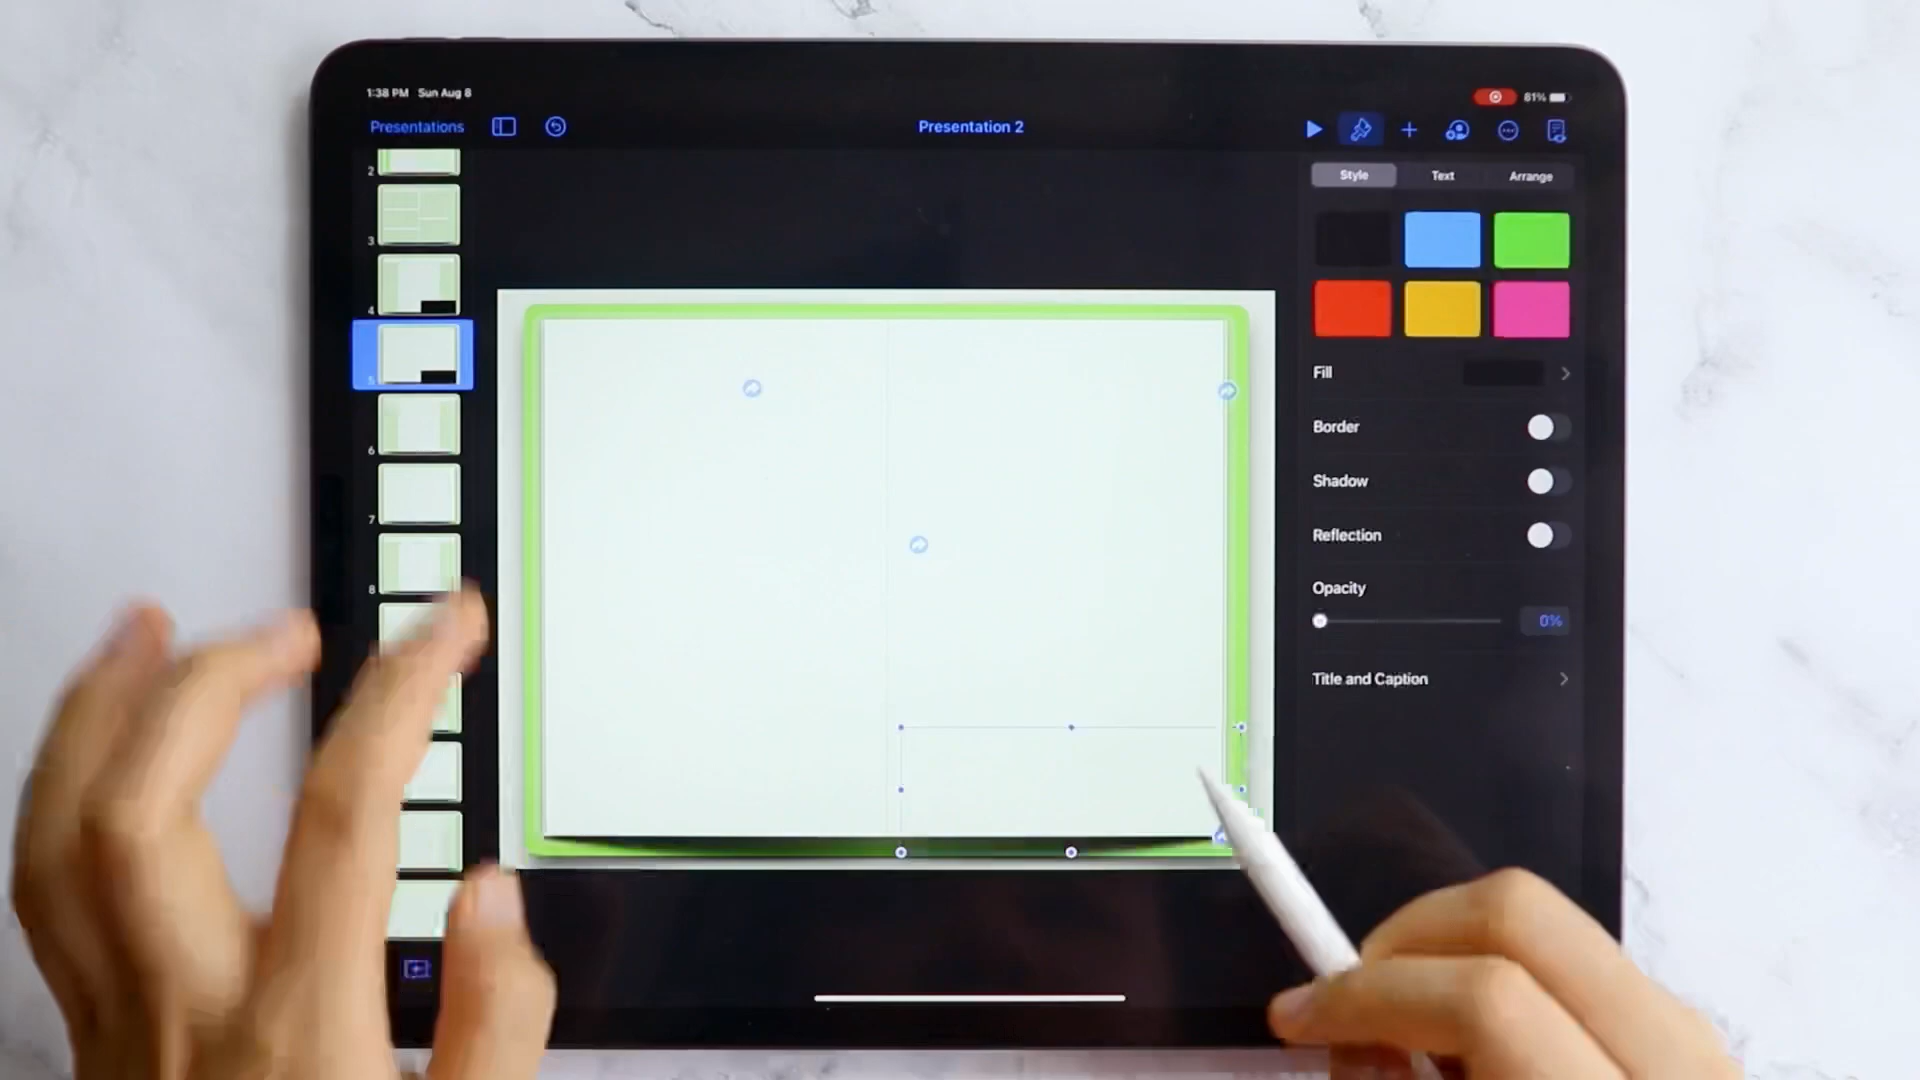 1:38 PM Sun Aug 8
81%
Presentations
Presentation 2
Style
Text
Arrange
2
3
4
5
6
7
8
Fill
Border
Shadow
Reflection
Opacity
0%
Title and Caption